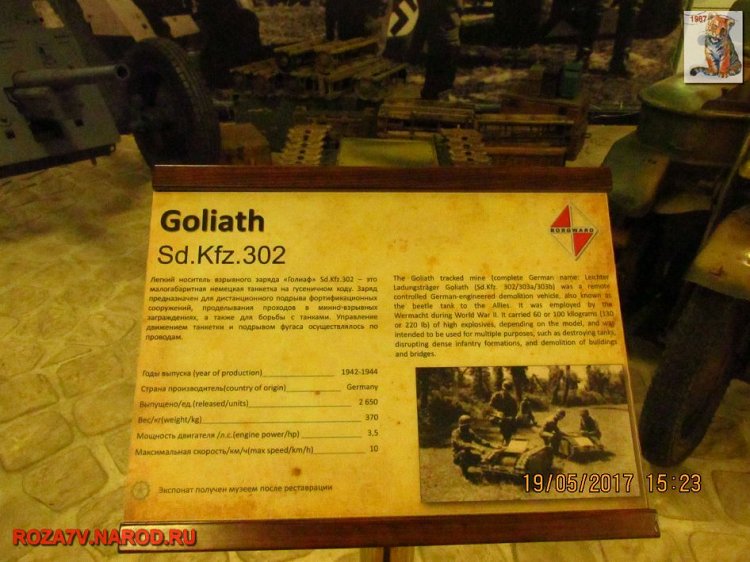 1987
Goliath
Sd.Kfz.302
BORGWARD
Легкий носитель взрывного заряда «Голиаф» Sd.Kfz.302 – это
малогабаритная немецкая танкетка на гусеничном ходу. Заряд
предназначен для дистанционного подрыва фортификационных
сооружений, проделывания проходов в минно-взрывных
заграждениях, а также для борьбы с танками. Управление
движением танкетки и подрывом фугаса осуществлялось по
проводам.
The Goliath tracked mine (complete German name: Leichter
Ladungsträger Goliath (Sd.Kfz. 302/303a/303b) was a remote
controlled German-engineered demolition vehicle, also known as
the beetle tank to the Allies. It was employed by the
Wermacht during World War II. It carried 60 or 100 kilograms (130
or 220 lb) of high explosives, depending on the model, and was
intended to be used for multiple purposes, such as destroying tanks,
disrupting dense infantry formations, and demolition of buildings
and bridges.
Годы выпуска (year of production) 1942-1944
Страна производитель(country of origin) Germany
Выпущено/ед.(released/units) 2 650
Вес/кг(weight/kg) 370
Мощность двигателя /л.с.(engine power/hp) 3,5
Максимальная скорость/км/ч(max speed/km/h) 10
Экспонат получен музеем после реставрации
19/05/2017 15:23
ROZA7V.NAROD.RU